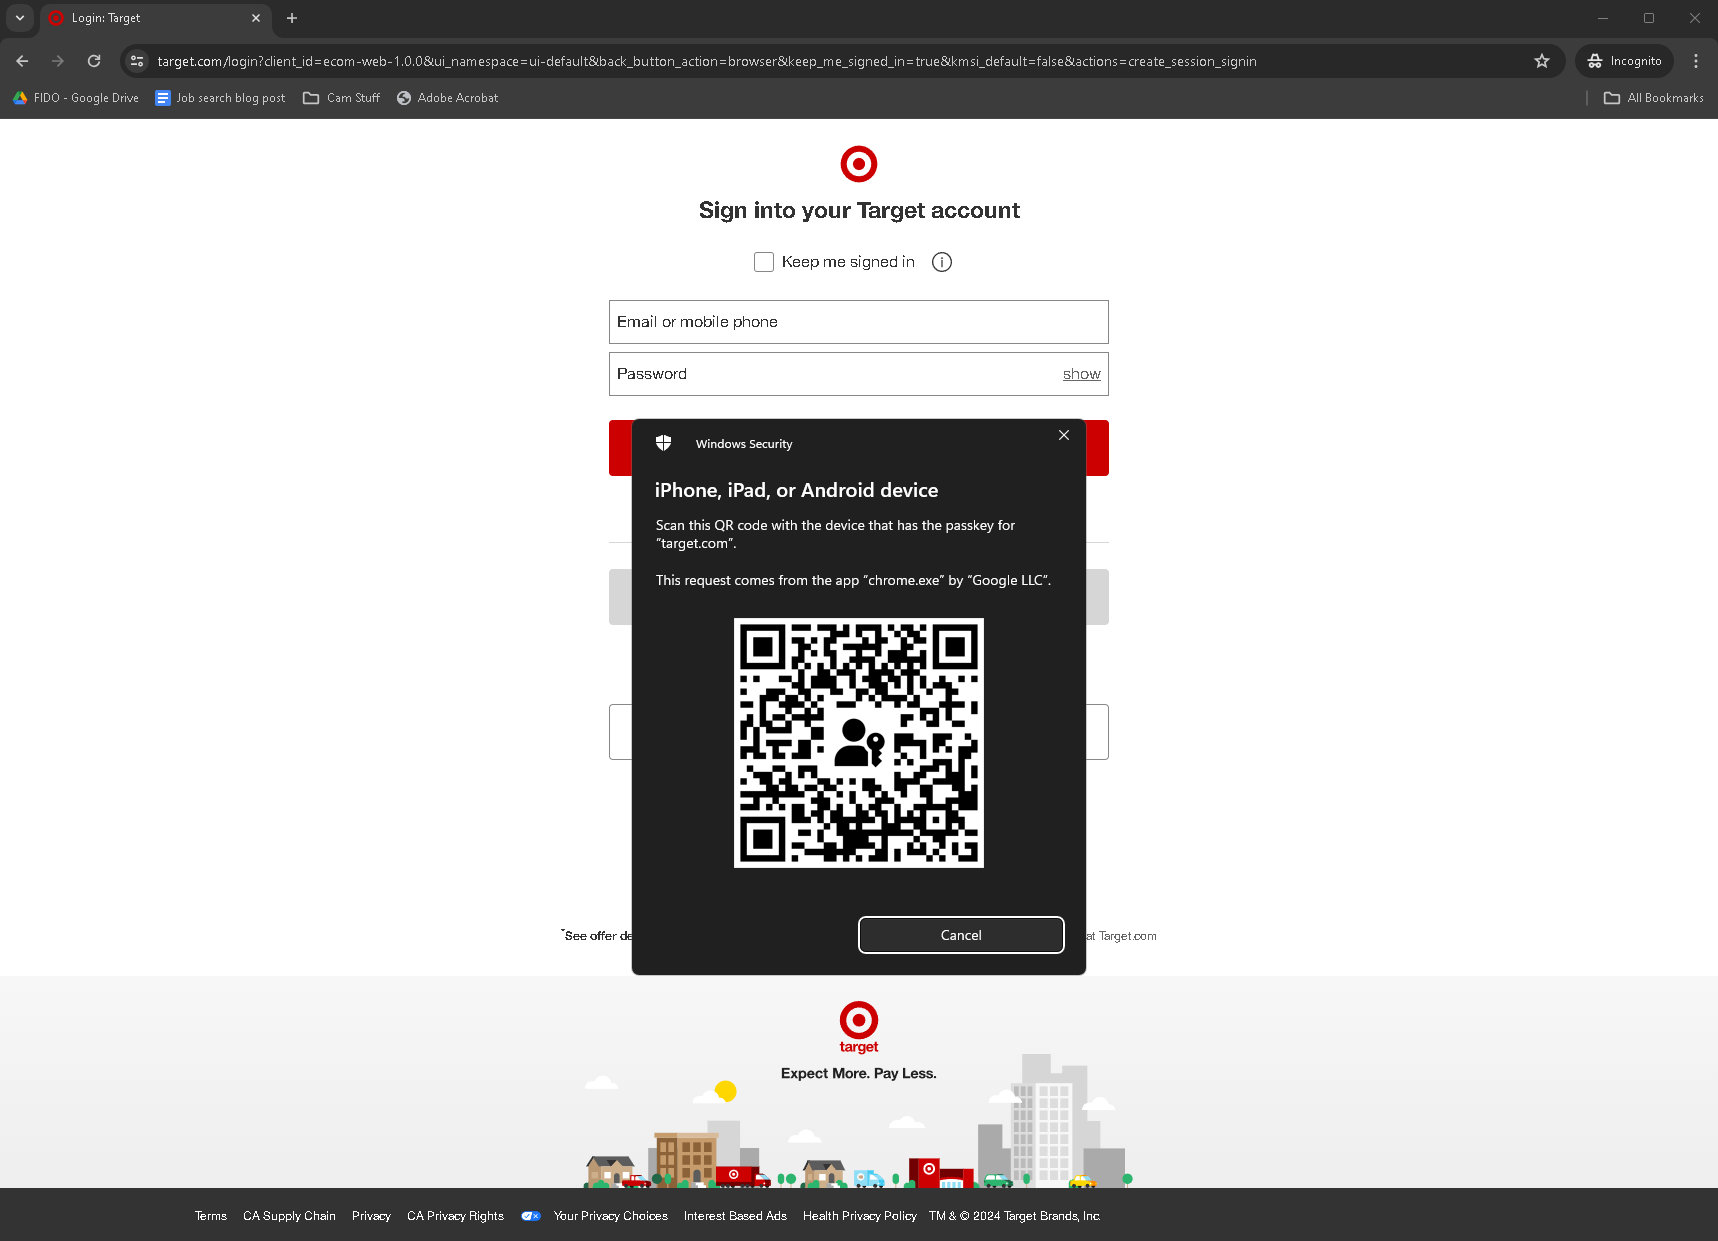 Login: Target
target.com/login?client_id=ecom-web-1.0.0&ui_namespace=ui-default&back_button_action=browser&keep_me_signed_in=true&kmsi_default=false&actions=create_session_signin
Incognito
FIDO - Google Drive
Job search blog post
Cam Stuff
Adobe Acrobat
All Bookmarks
Sign into your Target account
Keep me signed in
Email or mobile phone
Password
show
Windows Security
iPhone, iPad, or Android device
Scan this QR code with the device that has the passkey for
"target.com".
This request comes from the app "chrome.exe" by "Google LLC".
Cancel
*See offer de
at Target.com
target
Expect More. Pay Less.
Terms
CA Supply Chain
Privacy
CA Privacy Rights
Your Privacy Choices
Interest Based Ads
Health Privacy Policy
TM & © 2024 Target Brands, Inc.